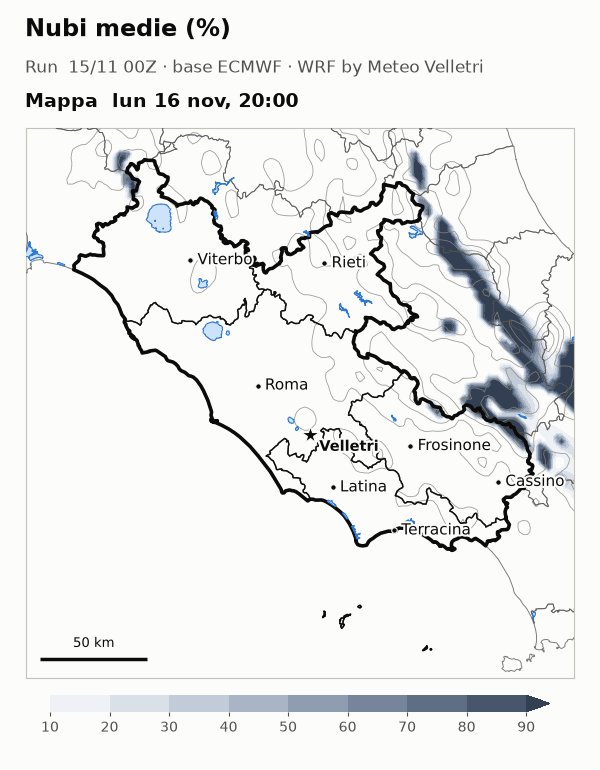 Nubi medie (%)
Run 15/11 00Z · base ECMWF · WRF by Meteo Velletri
Mappa lun 16 nov, 20:00
Viterbo
Rieti
Roma
Velletri
Frosinone
Latina
Cassino
Terracina
50 km
10 20 30 40 50 60 70 80 90